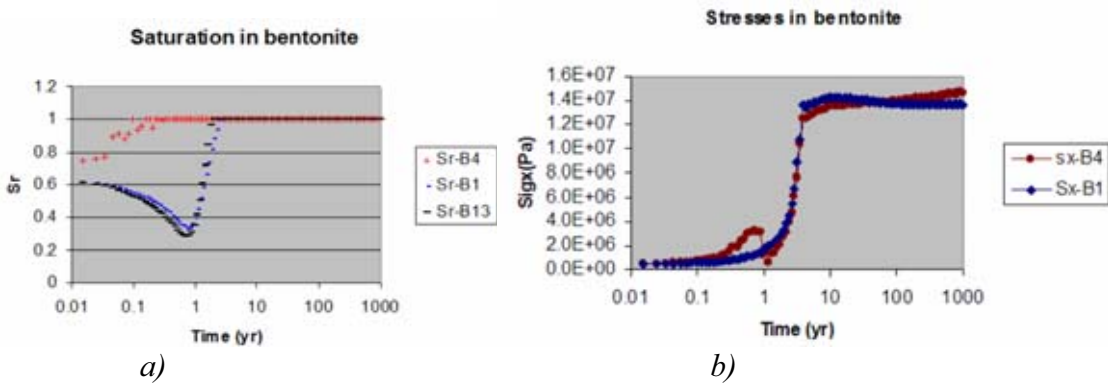 Saturation in bentonite
1.2
1
0.8
0.6
0.4
0.2
0
Sr
0.01
0.1
1
10
100
1000
Time (yr)
Sr-B4
Sr-B1
Sr-B13
a)
Stresses in bentonite
1.6E+07
1.4E+07
1.2E+07
1.0E+07
8.0E+06
6.0E+06
4.0E+06
2.0E+06
0.0E+00
Sigx(Pa)
0.01
0.1
1
10
100
1000
Time (yr)
sx-B4
Sx-B1
b)